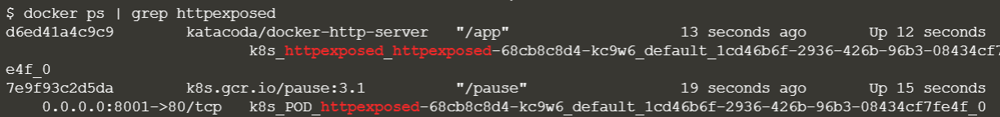 $ docker ps | grep httpexposed
d6ed41a4c9c9        katacoda/docker-http-server   "/app"                   13 seconds ago       Up 12 seconds
                           k8s_httpexposed_httpexposed-68cb8c8d4-kc9w6_default_1cd46b6f-2936-426b-96b3-08434cf7
e4f_0
7e9f93c2d5da        k8s.gcr.io/pause:3.1          "/pause"                 19 seconds ago       Up 15 seconds
    0.0.0.0:8001->80/tcp   k8s_POD_httpexposed-68cb8c8d4-kc9w6_default_1cd46b6f-2936-426b-96b3-08434cf7fe4f_0